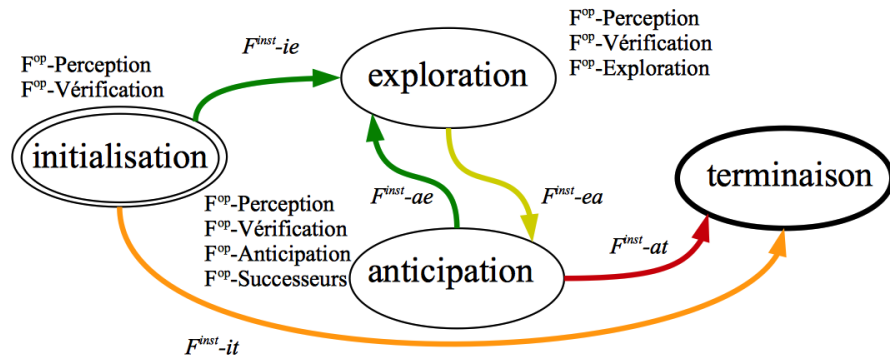 F^op-Perception
F^op-Vérification
F^inst-ie
exploration
F^op-Perception
F^op-Vérification
F^op-Exploration
initialisation
F^op-Perception
F^op-Vérification
F^op-Anticipation
F^op-Successeurs
F^inst-ae
F^inst-ea
terminaison
anticipation
F^inst-at
F^inst-it